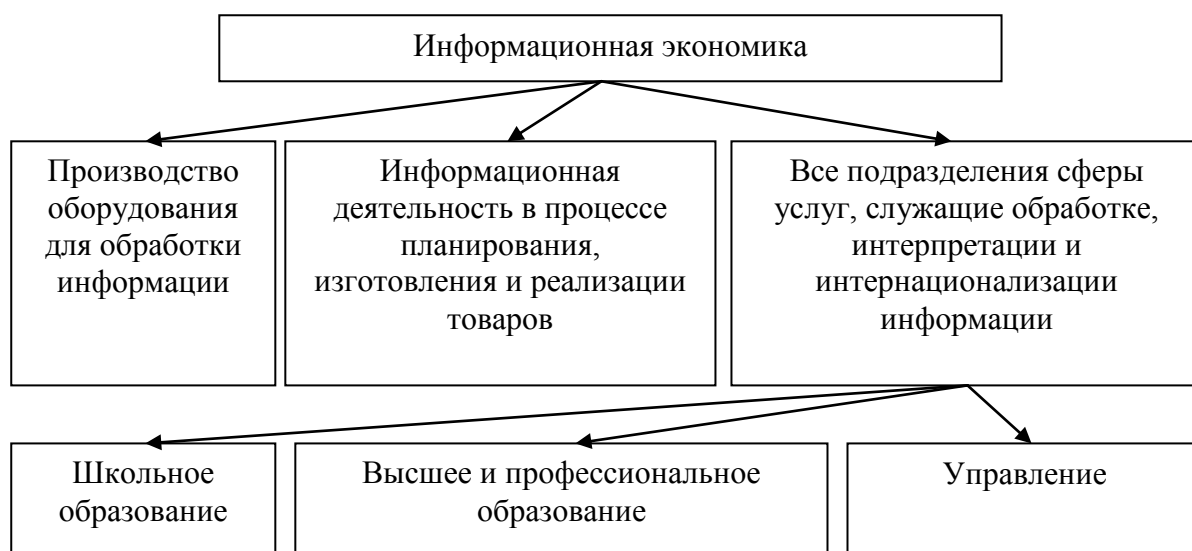 Информационная экономика
Производство
оборудования
для обработки
информации
Информационная
деятельность в процессе
планирования,
изготовления и реализации
товаров
Все подразделения сферы
услуг, служащие обработке,
интерпретации и
интернационализации
информации
Школьное
образование
Высшее и профессиональное
образование
Управление